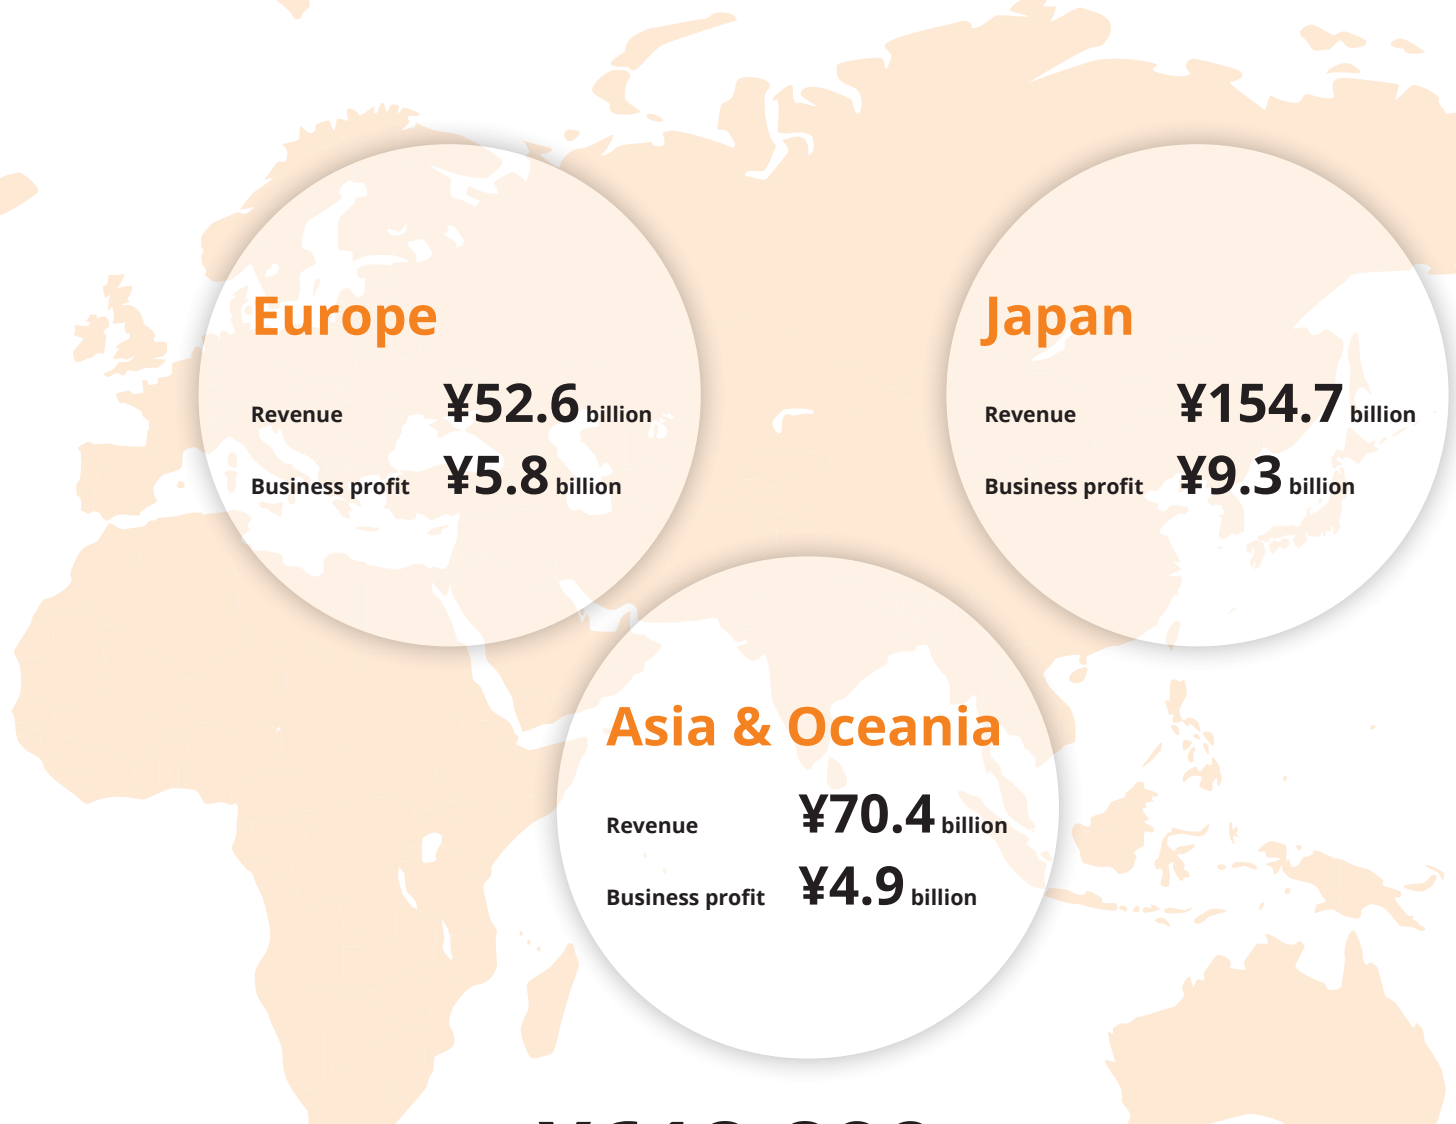 Europe
Revenue ¥52.6 billion
Business profit ¥5.8 billion
Japan
Revenue ¥154.7 billion
Business profit ¥9.3 billion
Asia & Oceania
Revenue ¥70.4 billion
Business profit ¥4.9 billion